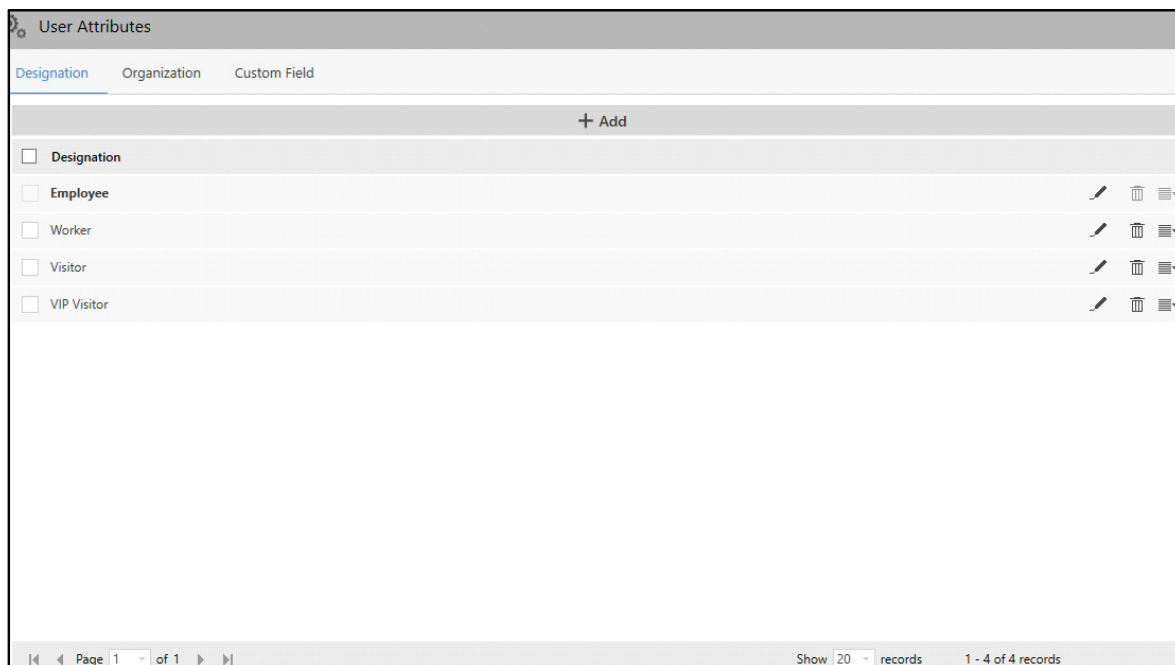 User Attributes
Designation Organization Custom Field
+ Add
Designation
Employee
Worker
Visitor
VIP Visitor
Page 1 of 1 Show 20 records 1 - 4 of 4 records